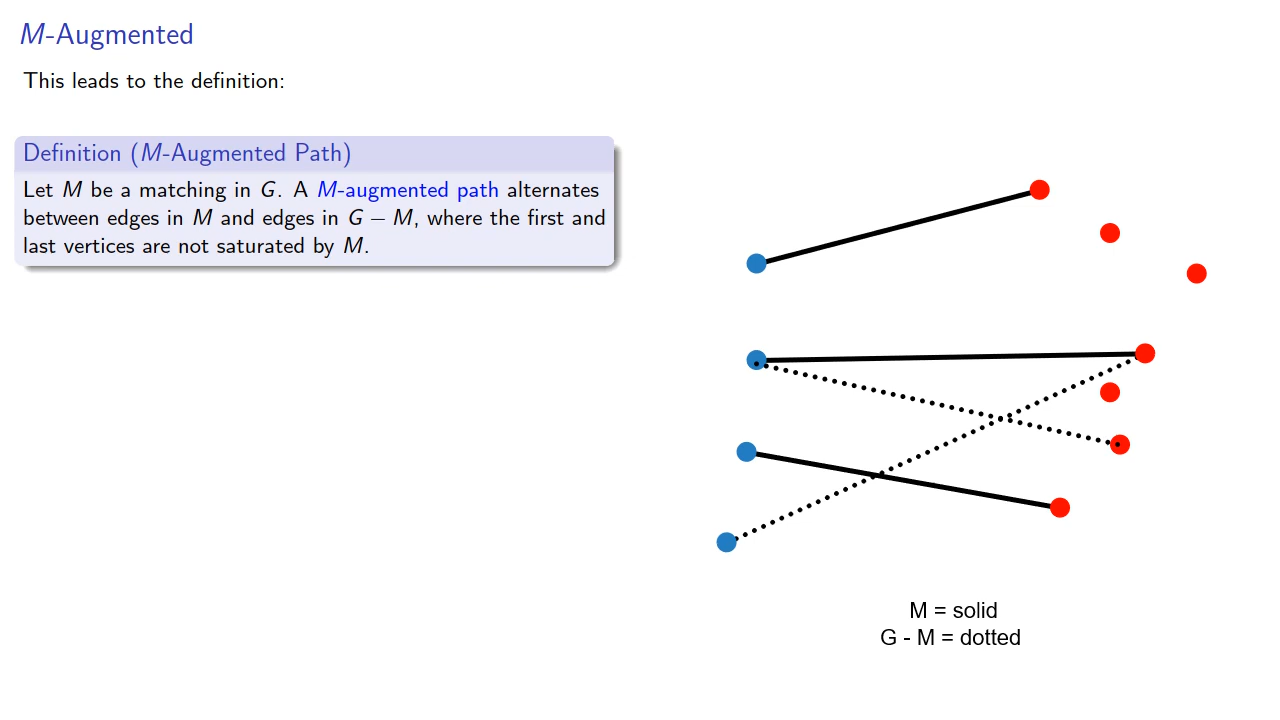 M-Augmented
This leads to the definition:
Definition (M-Augmented Path)
Let M be a matching in G. A M-augmented path alternates
between edges in M and edges in G − M, where the first and
last vertices are not saturated by M.
M = solid
G - M = dotted